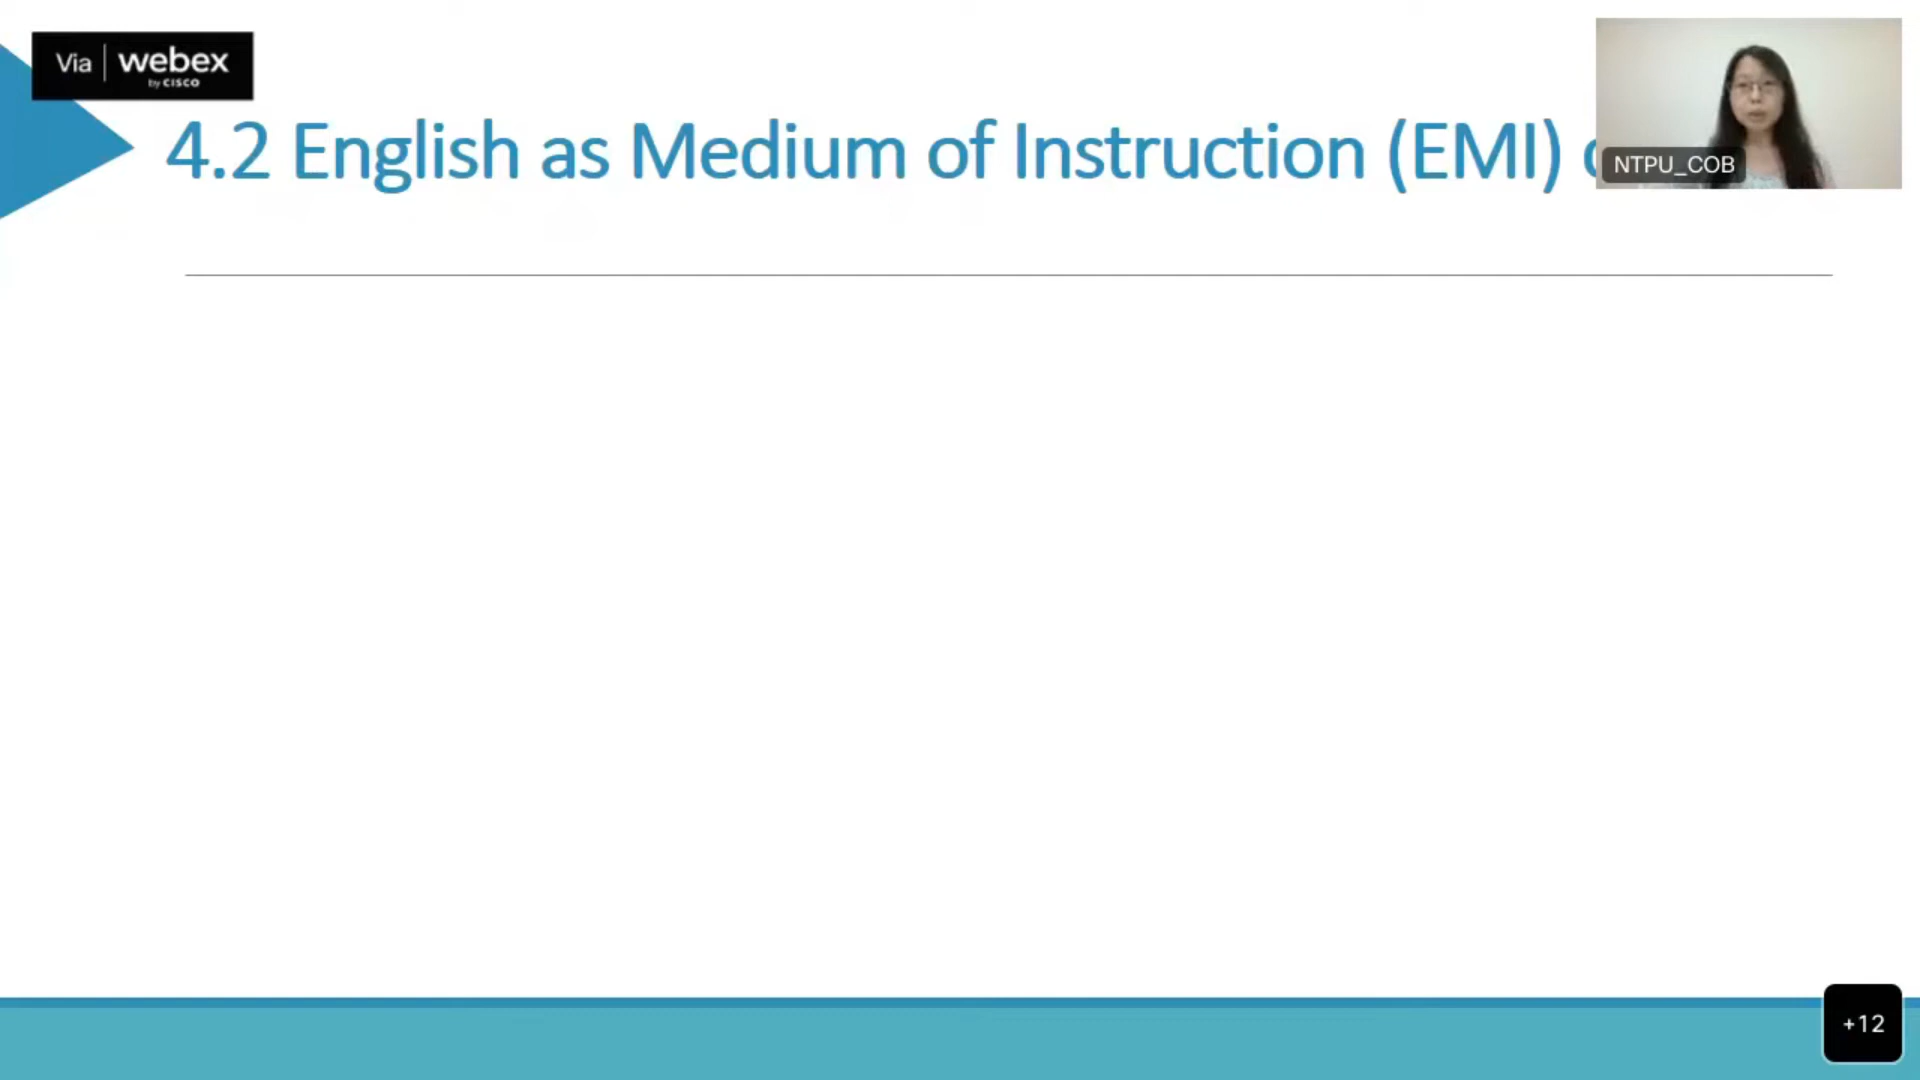 Via webex
by CISCO
4.2 English as Medium of Instruction (EMI)
NTPU_COB
+12